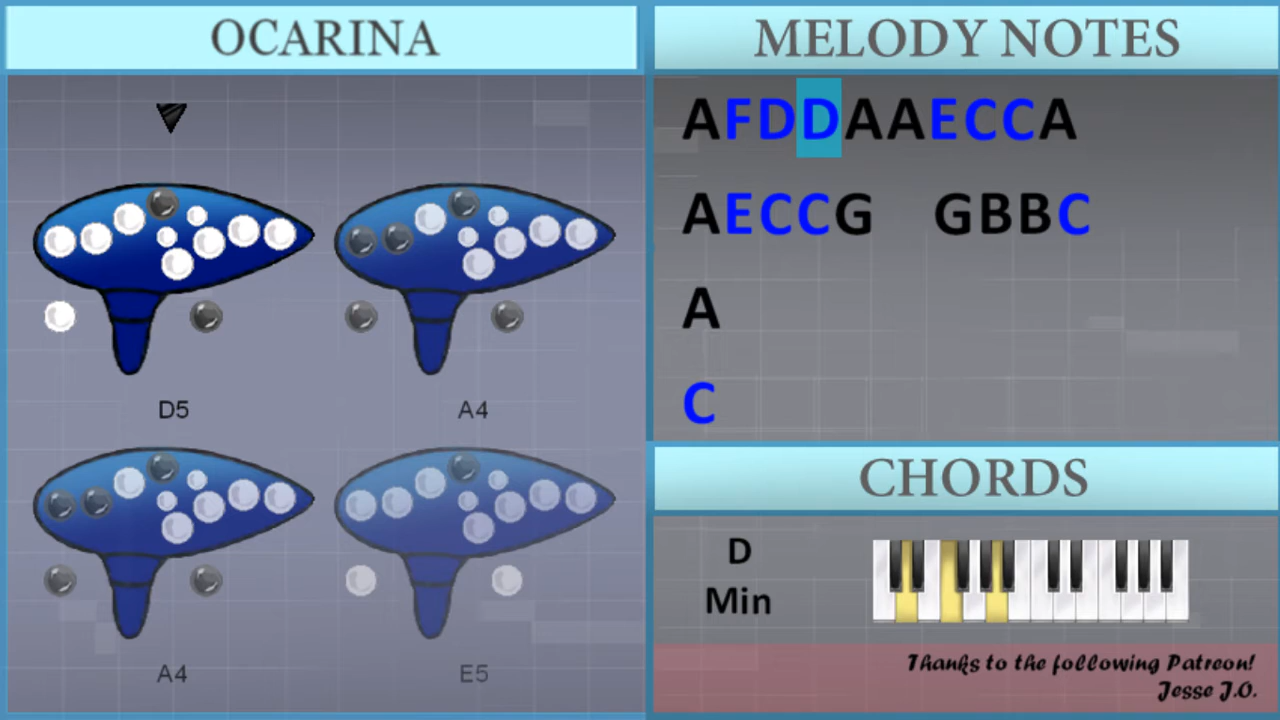 OCARINA
D5
A4
A4
E5
MELODY NOTES
AFDDAAECCA
AECCG GBBC
A
C
CHORDS
D
Min
Thanks to the following Patreon!
Jesse J.O.